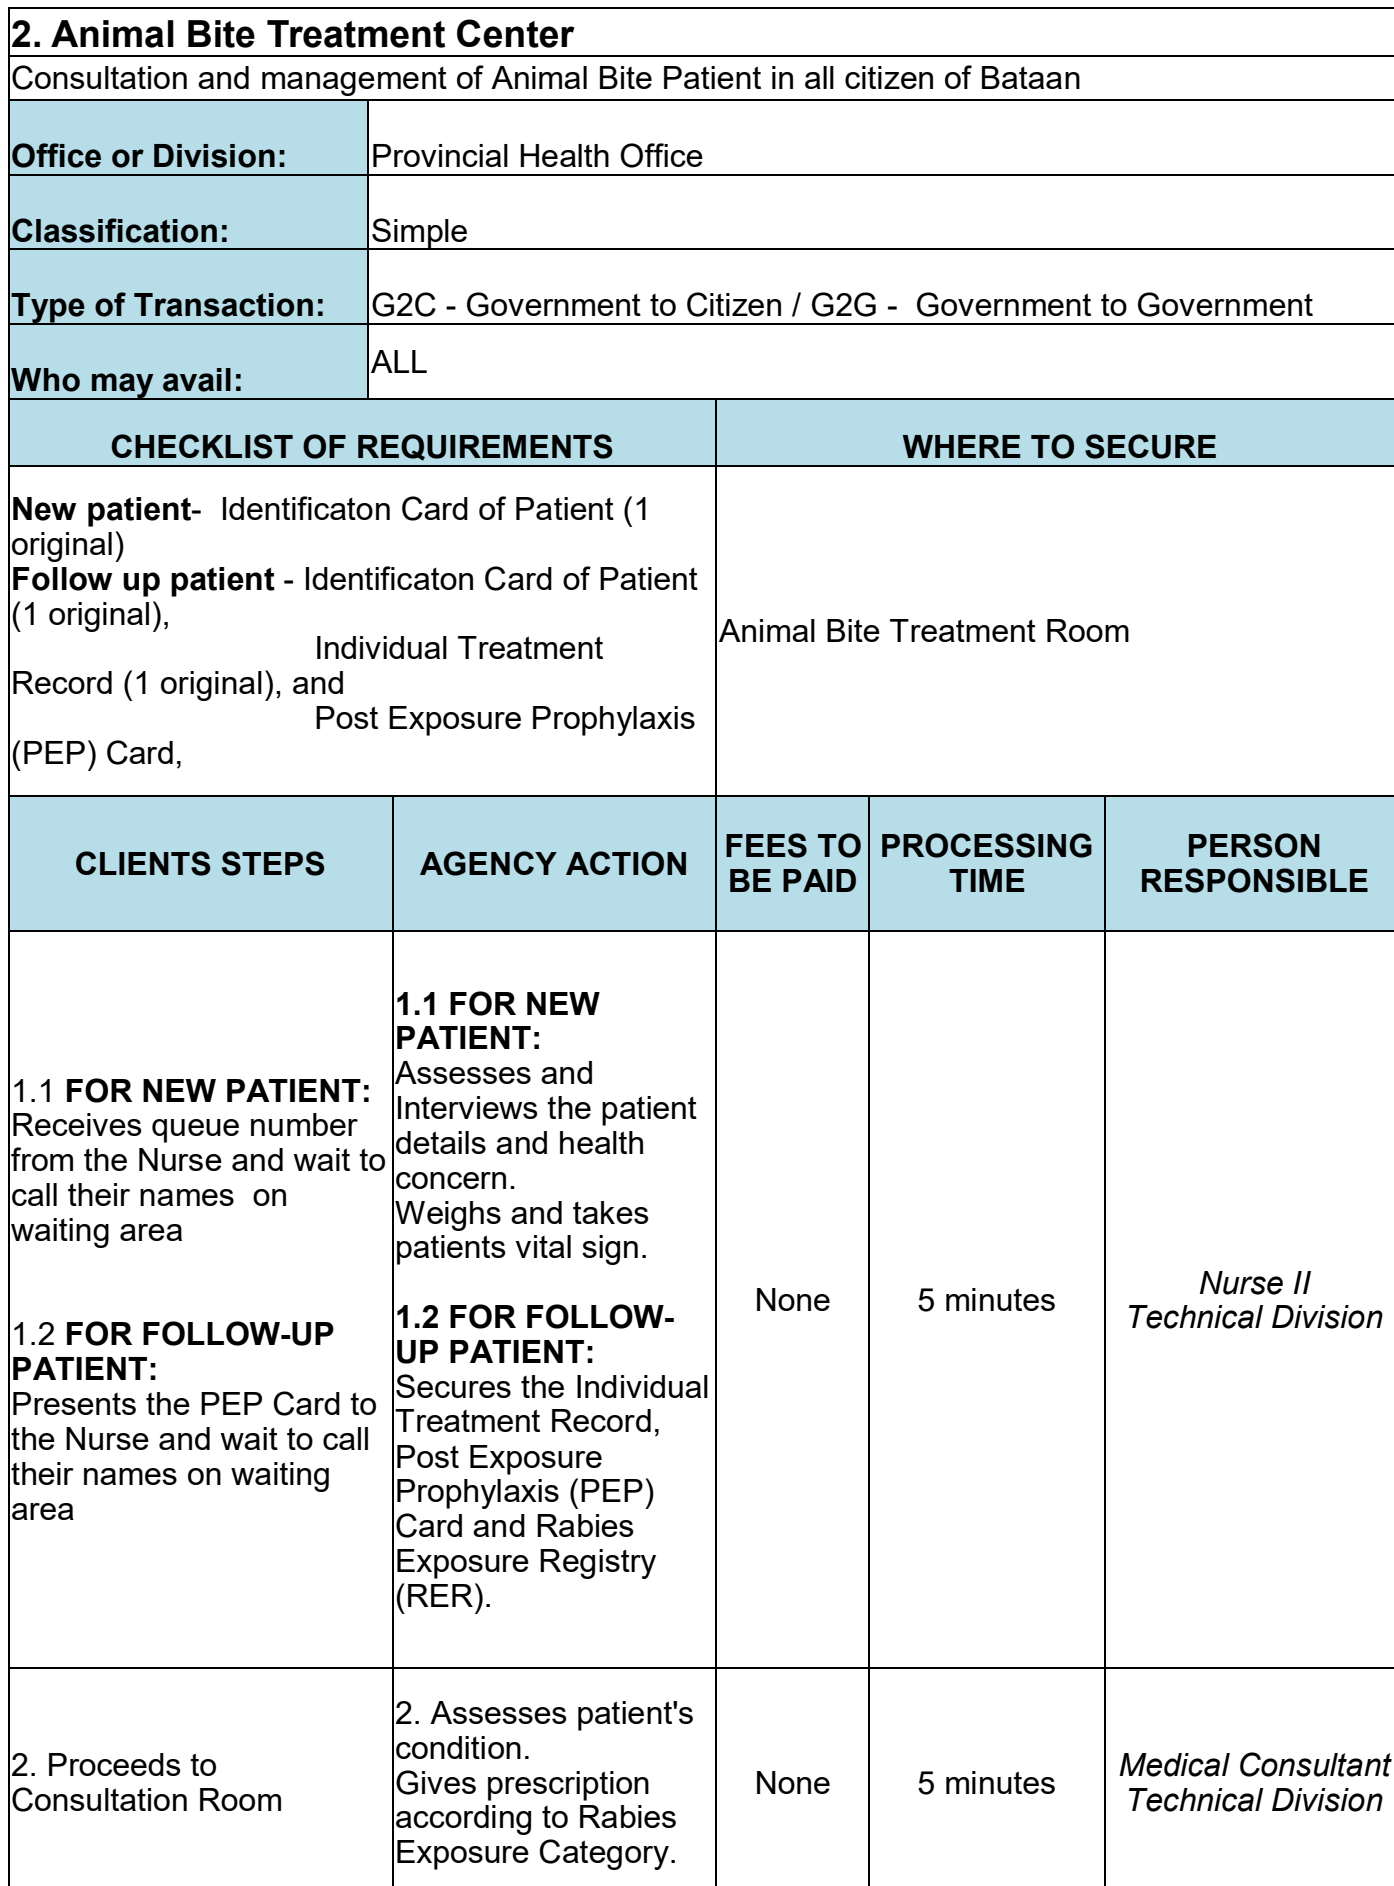 2. Animal Bite Treatment Center
Consultation and management of Animal Bite Patient in all citizen of Bataan
Office or Division: Provincial Health Office
Classification: Simple
Type of Transaction: G2C - Government to Citizen / G2G - Government to Government
Who may avail: ALL
CHECKLIST OF REQUIREMENTS WHERE TO SECURE
New patient- Identificaton Card of Patient (1
original)
Follow up patient - Identificaton Card of Patient
(1 original),
Individual Treatment
Record (1 original), and
Post Exposure Prophylaxis
(PEP) Card,
Animal Bite Treatment Room
CLIENTS STEPS
AGENCY ACTION
FEES TO
BE PAID
PROCESSING
TIME
PERSON
RESPONSIBLE
1.1 FOR NEW PATIENT:
Receives queue number
from the Nurse and wait to
call their names on
waiting area
1.2 FOR FOLLOW-UP
PATIENT:
Presents the PEP Card to
the Nurse and wait to call
their names on waiting
area
1.1 FOR NEW
PATIENT:
Assesses and
Interviews the patient
details and health
concern.
Weighs and takes
patients vital sign.
1.2 FOR FOLLOW-
UP PATIENT:
Secures the Individual
Treatment Record,
Post Exposure
Prophylaxis (PEP)
Card and Rabies
Exposure Registry
(RER).
None
5 minutes
Nurse II
Technical Division
2. Proceeds to
Consultation Room
2. Assesses patient's
condition.
Gives prescription
according to Rabies
Exposure Category.
None
5 minutes
Medical Consultant
Technical Division